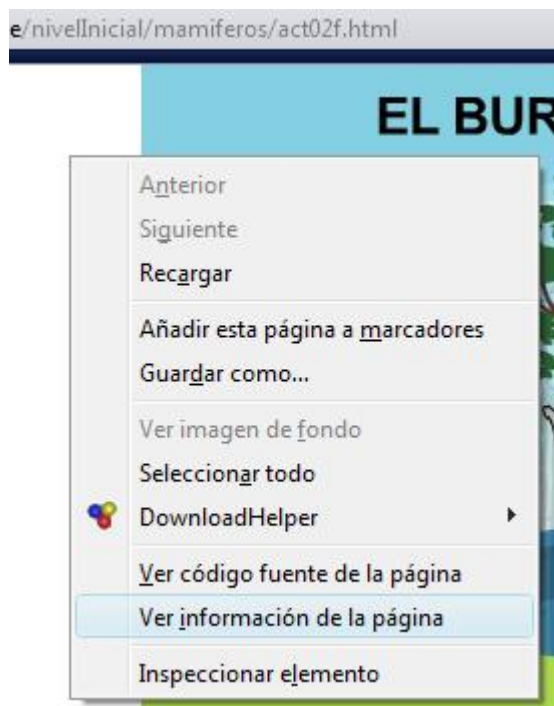 e/nivelInicial/mamiferos/act02f.html
EL BUR
Anterior
Siguiente
Recargar
Añadir esta página a marcadores
Guardar como...
Ver imagen de fondo
Seleccionar todo
DownloadHelper
Ver código fuente de la página
Ver información de la página
Inspeccionar elemento